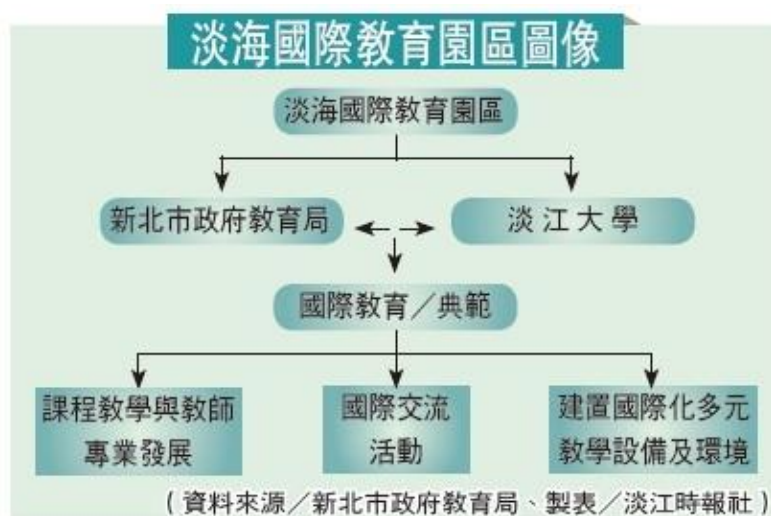 淡海國際教育園區圖像
淡海國際教育園區
新北市政府教育局
淡江大學
國際教育／典範
課程教學與教師
專業發展
國際交流
活動
建置國際化多元
教學設備及環境
（資料來源／新北市政府教育局、製表／淡江時報社）